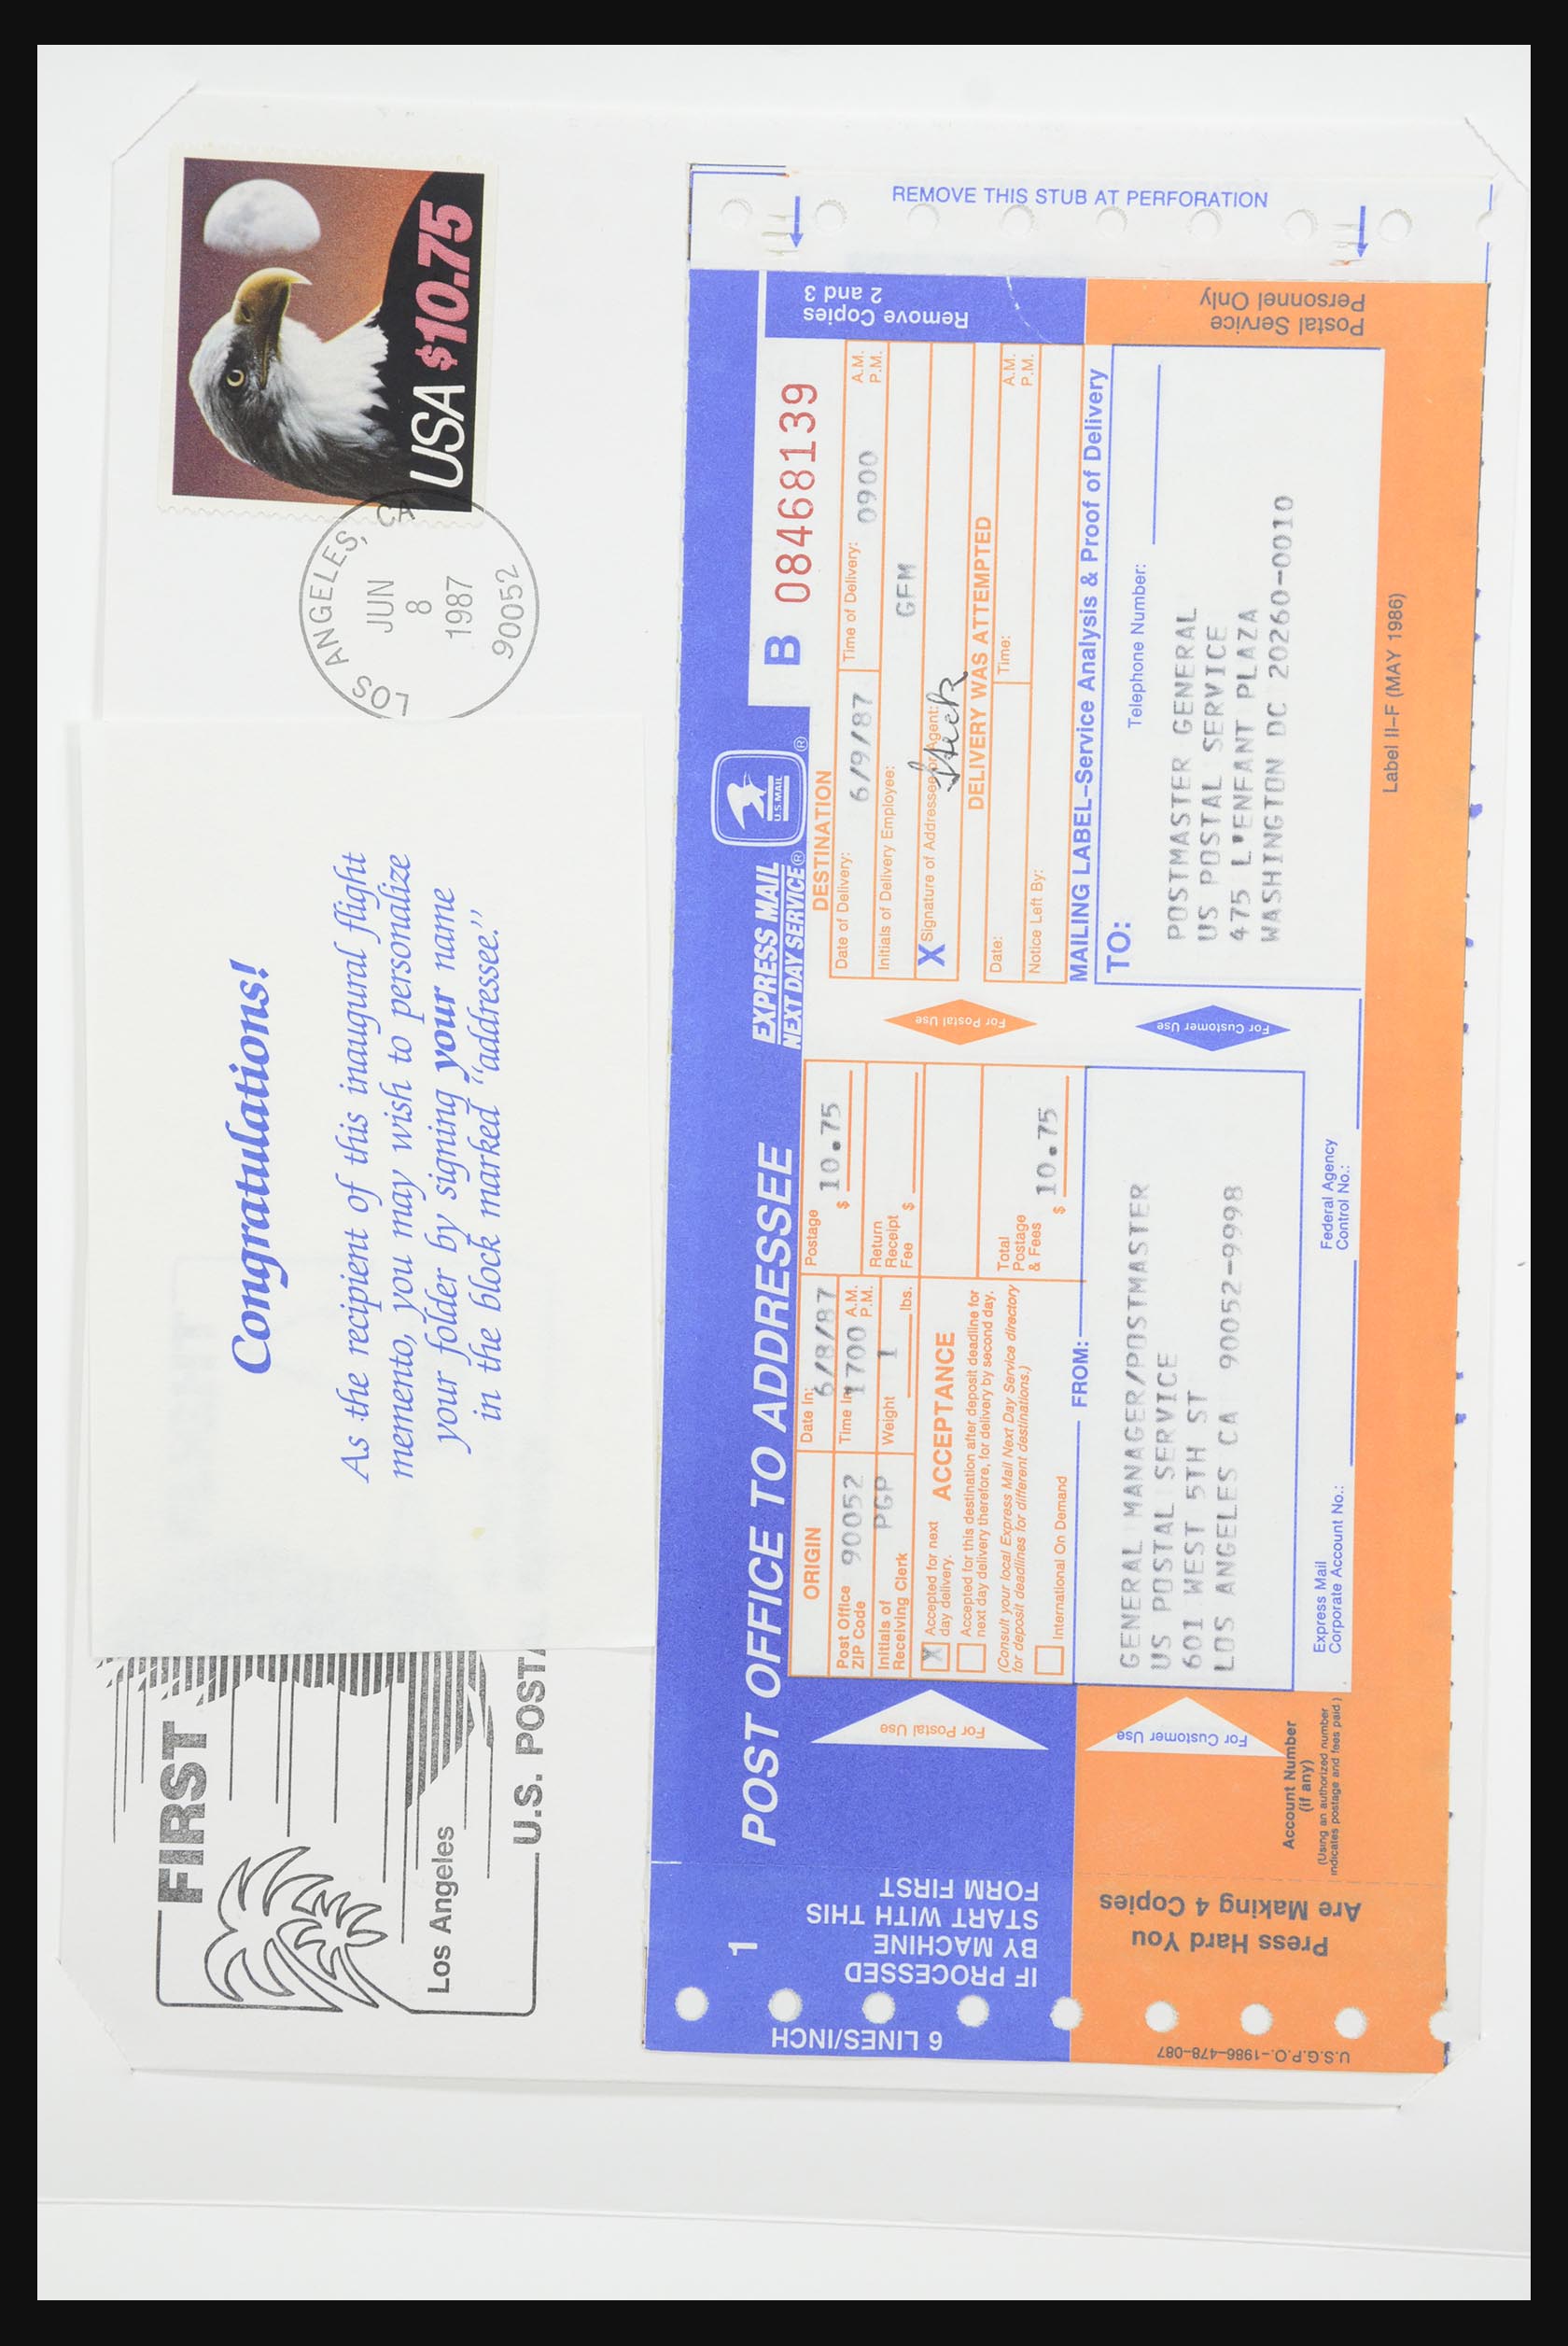 USA $10.75
LOS ANGELES, CA
JUN
8
1987
90052
Congratulations!
As the recipient of this inaugural flight
memento, you may wish to personalize
your folder by signing your name
in the block marked "addressee."
FIRST
Los Angeles
U.S. POSTA
REMOVE THIS STUB AT PERFORATION
Remove Copies
2 and 3
Postal Service
Personnel Only
1
POST OFFICE TO ADDRESSEE
EXPRESS MAIL
NEXT DAY SERVICE®
U.S.MAIL
®
B 08468139
ORIGIN
Post Office
ZIP Code
90052
Date In:
6/8/87
Postage
$ 10.75
Time In
1700
A.M.
P.M.
Initials of
Receiving Clerk
PGP
Weight
1
lbs.
Return
Receipt
Fee $
ACCEPTANCE
X Accepted for next
day delivery.
Accepted for this destination after deposit deadline for
next day delivery therefore, for delivery by second day.
(Consult your local Express Mail Next Day Service directory
for deposit deadlines for different destinations.)
International On Demand
Total
Postage
& Fees
$ 10.75
DESTINATION
Date of Delivery: 6/9/87
Time of Delivery: 0900
A.M.
P.M.
Initials of Delivery Employee: GFM
X Signature of Addressee or Agent:
DELIVERY WAS ATTEMPTED
Date:
Time:
A.M.
P.M.
Notice Left By:
For Postal Use
For Postal Use
MAILING LABEL–Service Analysis & Proof of Delivery
FROM:
GENERAL MANAGER/POSTMASTER
US POSTAL SERVICE
601 WEST 5TH ST
LOS ANGELES CA 90052-9998
TO:
Telephone Number:
POSTMASTER GENERAL
US POSTAL SERVICE
475 L'ENFANT PLAZA
WASHINGTON DC 20260-0010
For Customer Use
For Customer Use
Express Mail
Corporate Account No.:
Federal Agency
Control No.:
Account Number
(if any)
(Using an authorized number
indicates postage and fees paid.)
Label II–F (MAY 1986)
IF PROCESSED
BY MACHINE
START WITH THIS
FORM FIRST
Press Hard You
Are Making 4 Copies
6 LINES/INCH
U.S.G.P.O.–1986-478-087